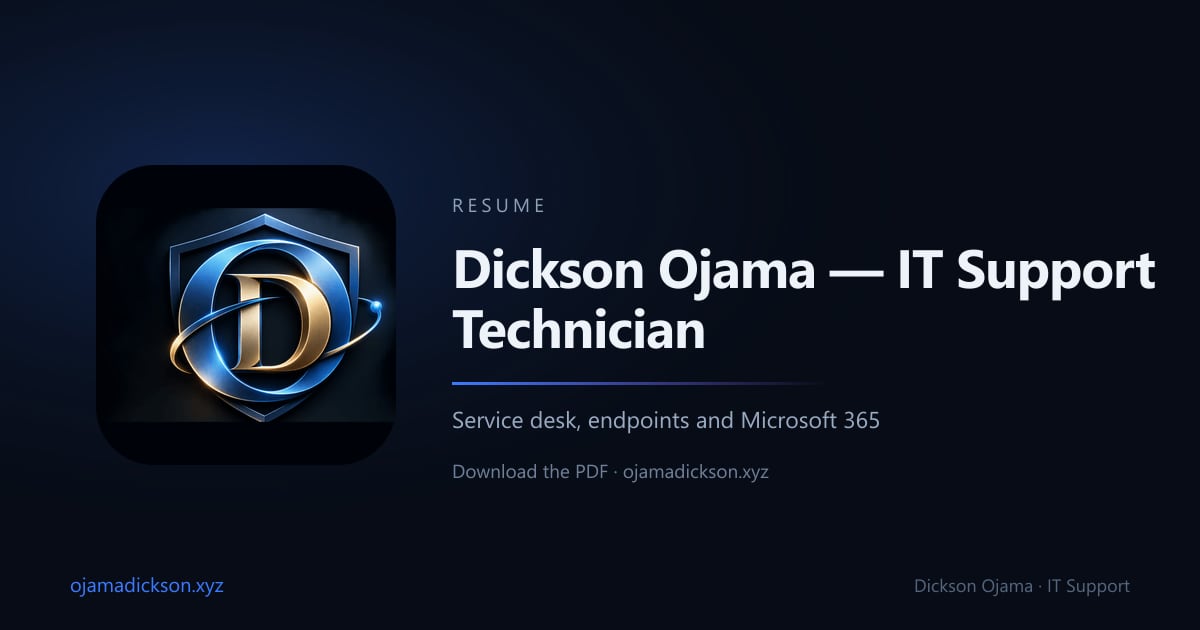 RESUME
Dickson Ojama — IT Support
Technician
Service desk, endpoints and Microsoft 365
Download the PDF · ojamadickson.xyz
ojamadickson.xyz
Dickson Ojama · IT Support